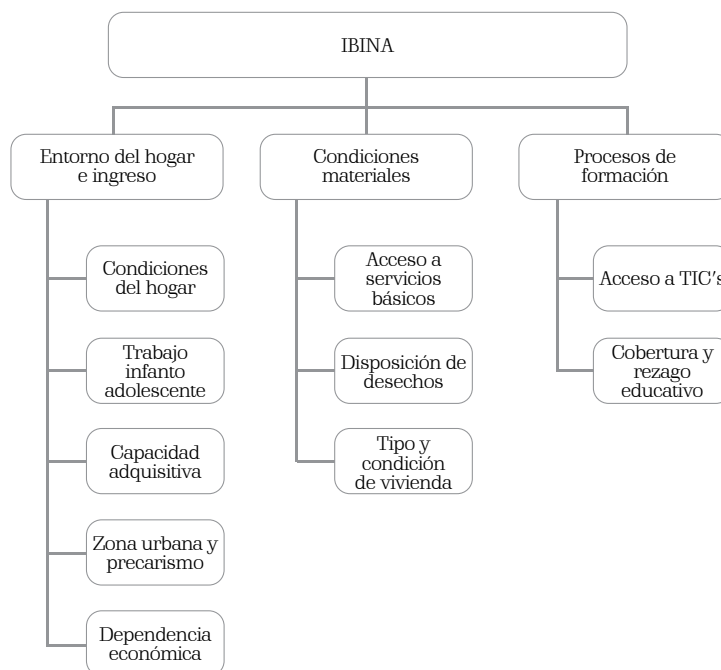 IBINA
Entorno del hogar
e ingreso
Condiciones
del hogar
Trabajo
infanto
adolescente
Capacidad
adquisitiva
Zona urbana y
precarismo
Dependencia
económica
Condiciones
materiales
Acceso a
servicios
básicos
Disposición de
desechos
Tipo y
condición
de vivienda
Procesos de
formación
Acceso a TIC's
Cobertura y
rezago
educativo